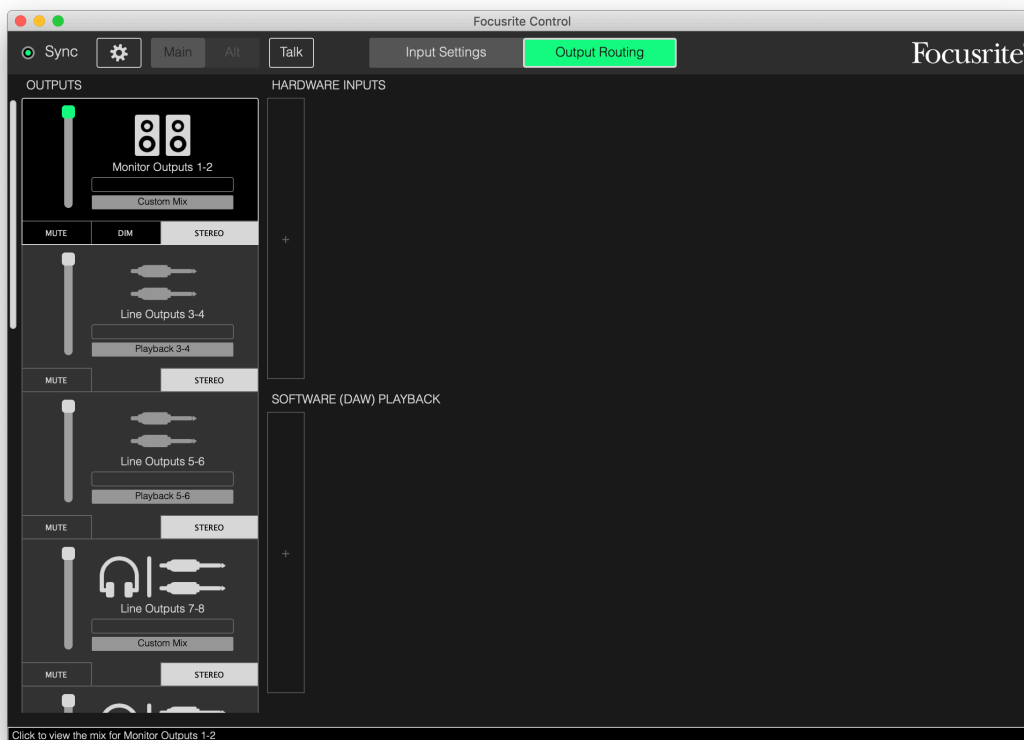 Focusrite Control
Sync Main Alt Talk Input Settings Output Routing Focusrite
OUTPUTS
Monitor Outputs 1-2
Custom Mix
MUTE DIM STEREO
Line Outputs 3-4
Playback 3-4
MUTE STEREO
Line Outputs 5-6
Playback 5-6
MUTE STEREO
Line Outputs 7-8
Custom Mix
MUTE STEREO
HARDWARE INPUTS
+
SOFTWARE (DAW) PLAYBACK
+
Click to view the mix for Monitor Outputs 1-2